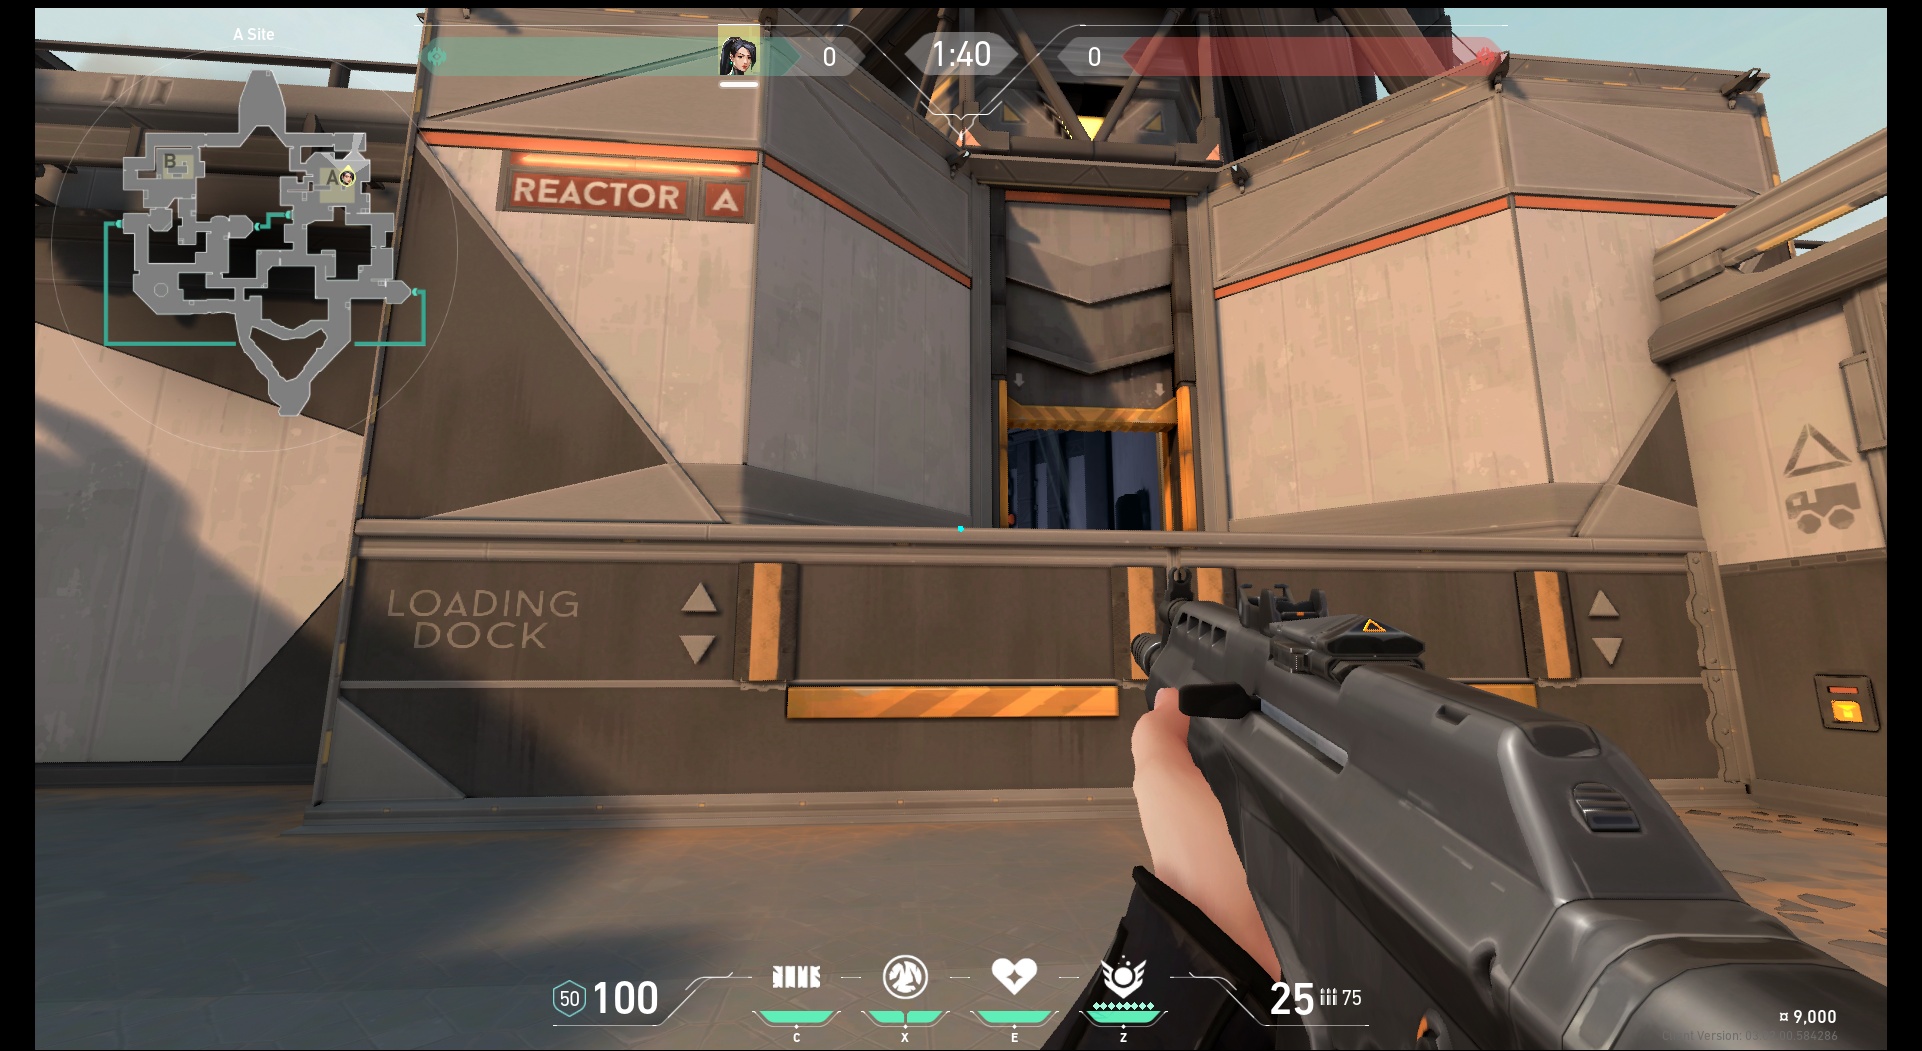 A Site
0
1:40
0
B
A
REACTOR A
LOADING
DOCK
50 100
25 75
C
X
E
Z
¤ 9,000